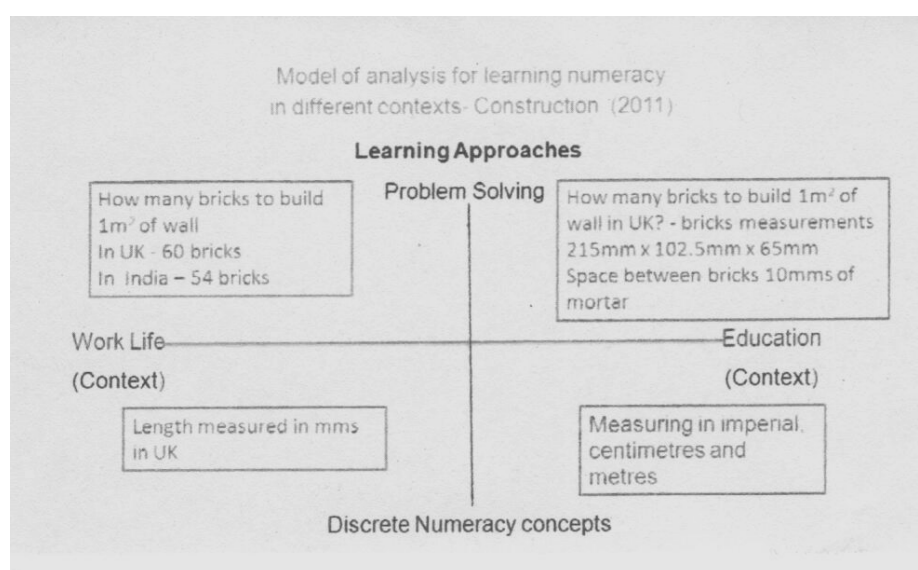 Model of analysis for learning numeracy
in different contexts- Construction (2011)
Learning Approaches
Problem Solving
How many bricks to build
1m² of wall
In UK - 60 bricks
In India – 54 bricks
How many bricks to build 1m² of
wall in UK? - bricks measurements
215mm x 102.5mm x 65mm
Space between bricks 10mms of
mortar
Work Life
(Context)
Education
(Context)
Length measured in mms
in UK
Measuring in imperial,
centimetres and
metres
Discrete Numeracy concepts